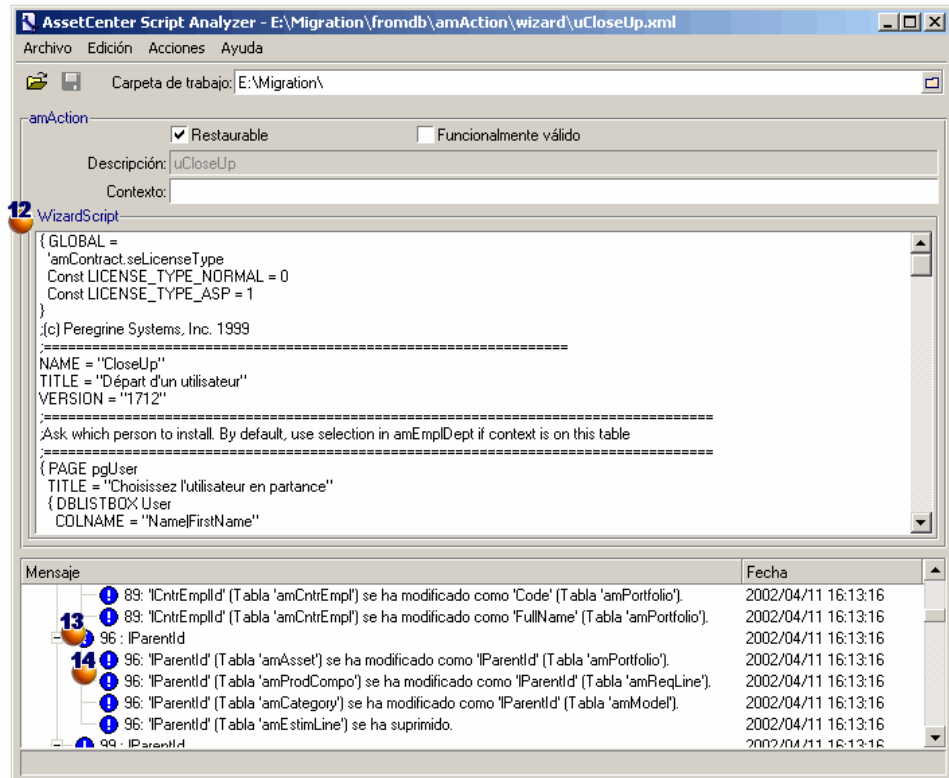 AssetCenter Script Analyzer - E:\Migration\fromdb\amAction\wizard\uCloseUp.xml
Archivo Edición Acciones Ayuda
Carpeta de trabajo: E:\Migration\
amAction
Restaurable Funcionalmente válido
Descripción: uCloseUp
Contexto:
12 WizardScript
{ GLOBAL =
'amContract.seLicenseType
Const LICENSE_TYPE_NORMAL = 0
Const LICENSE_TYPE_ASP = 1
}
;(c) Peregrine Systems, Inc. 1999
;=================================================================
NAME = "CloseUp"
TITLE = "Départ d'un utilisateur"
VERSION = "1712"
;===================================================================================
;Ask which person to install. By default, use selection in amEmplDept if context is on this table
;===================================================================================
{ PAGE pgUser
TITLE = "Choisissez l'utilisateur en partance"
{ DBLISTBOX User
COLNAME = "Name|FirstName"
Mensaje Fecha
89: 'lCntrEmplId' (Tabla 'amCntrEmpl') se ha modificado como 'Code' (Tabla 'amPortfolio'). 2002/04/11 16:13:16
89: 'lCntrEmplId' (Tabla 'amCntrEmpl') se ha modificado como 'FullName' (Tabla 'amPortfolio'). 2002/04/11 16:13:16
13 96 : lParentId 2002/04/11 16:13:16
14 96: 'lParentId' (Tabla 'amAsset') se ha modificado como 'lParentId' (Tabla 'amPortfolio'). 2002/04/11 16:13:16
96: 'lParentId' (Tabla 'amProdCompo') se ha modificado como 'lParentId' (Tabla 'amReqLine'). 2002/04/11 16:13:16
96: 'lParentId' (Tabla 'amCategory') se ha modificado como 'lParentId' (Tabla 'amModel'). 2002/04/11 16:13:16
96: 'lParentId' (Tabla 'amEstimLine') se ha suprimido. 2002/04/11 16:13:16
99 : lParentId 2002/04/11 16:13:16